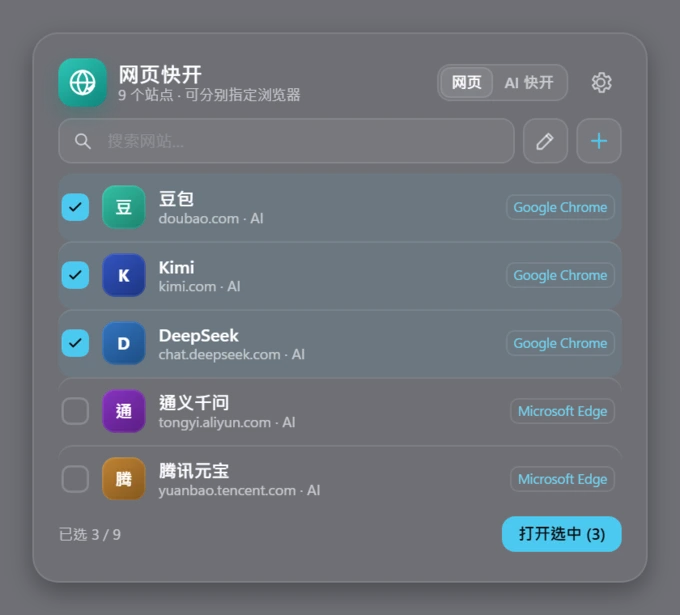 网页快开
9 个站点 · 可分别指定浏览器
网页
AI 快开
搜索网站...
豆
豆包
doubao.com · AI
Google Chrome
K
Kimi
kimi.com · AI
Google Chrome
D
DeepSeek
chat.deepseek.com · AI
Google Chrome
通
通义千问
tongyi.aliyun.com · AI
Microsoft Edge
腾
腾讯元宝
yuanbao.tencent.com · AI
Microsoft Edge
已选 3 / 9
打开选中 (3)